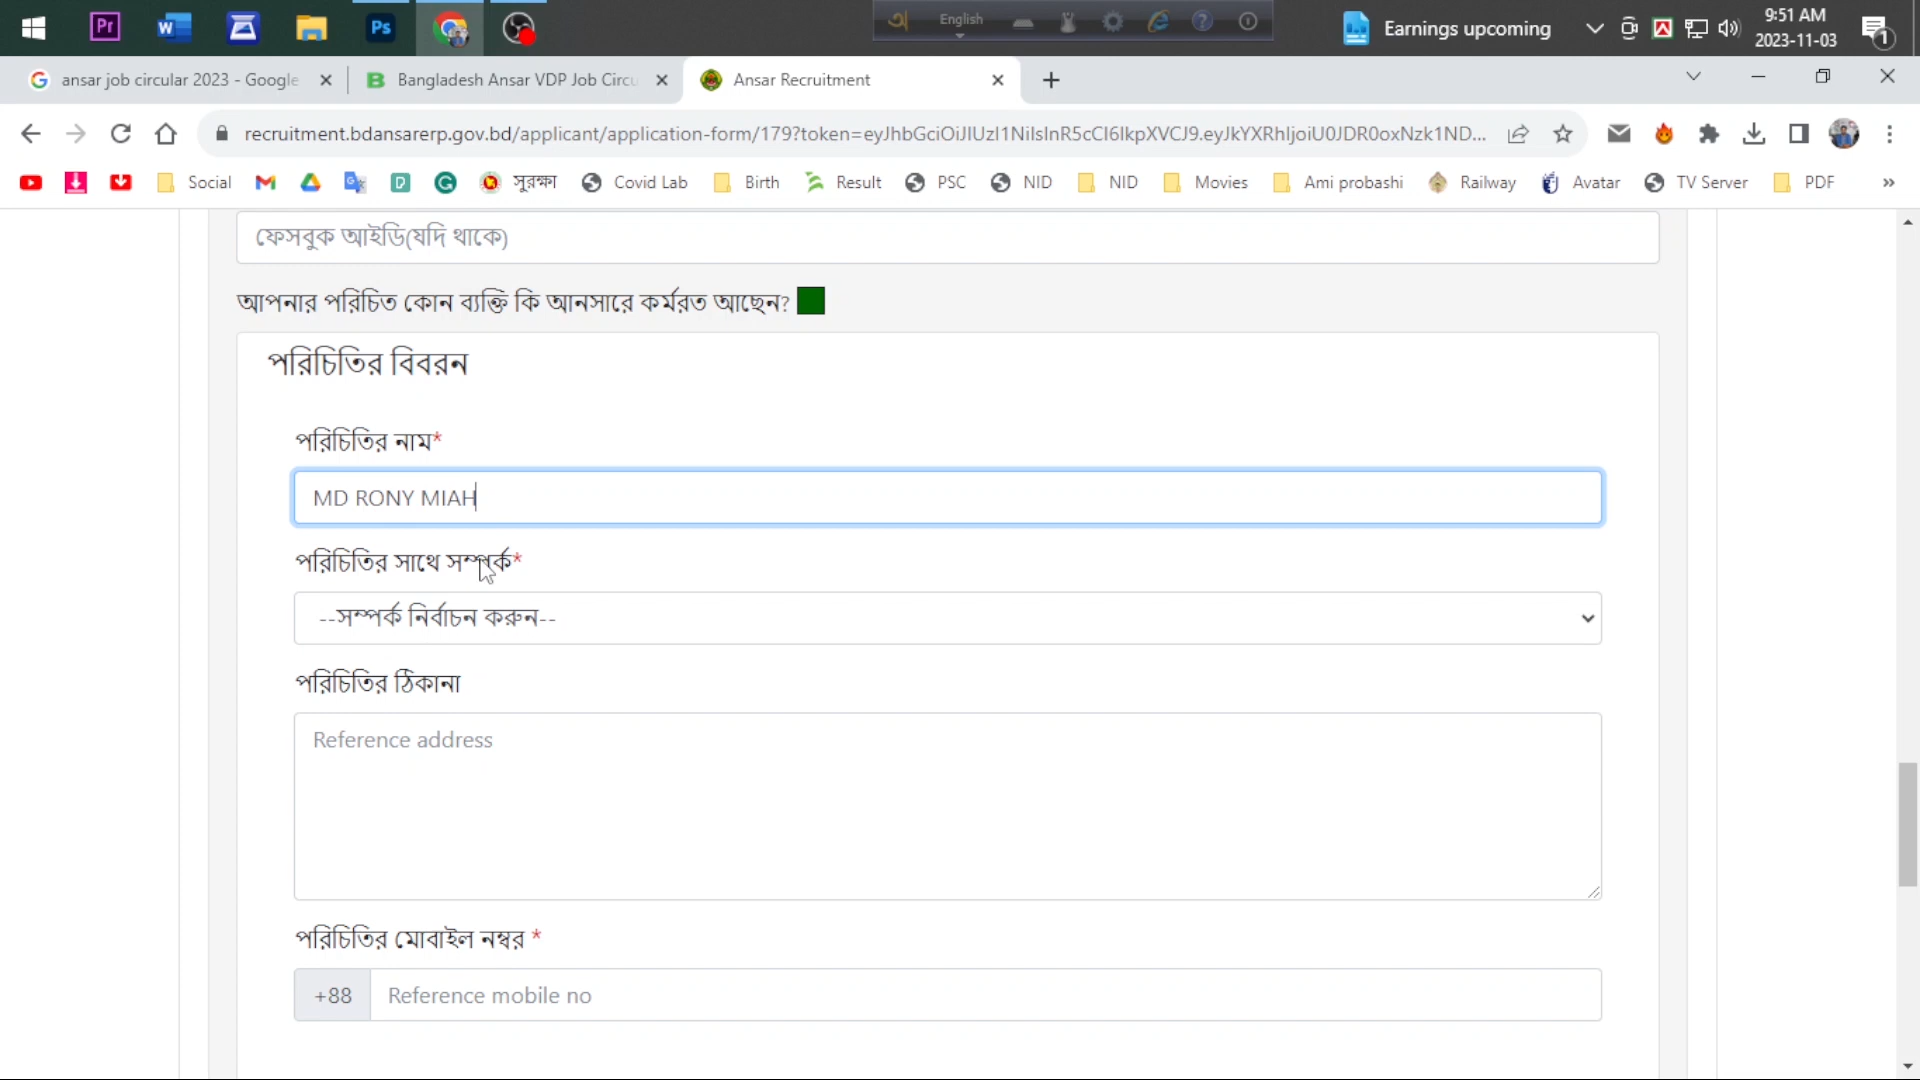 Pr
W
Ps
অ
English
Earnings upcoming
9:51 AM
2023-11-03
1
ansar job circular 2023 - Google
Bangladesh Ansar VDP Job Circu
Ansar Recruitment
recruitment.bdansarerp.gov.bd/applicant/application-form/179?token=eyJhbGciOiJIUzI1NiIsInR5cCI6IkpXVCJ9.eyJkYXRhIjoiU0JDR0oxNzk1ND...
Social
সুরক্ষা
Covid Lab
Birth
Result
PSC
NID
NID
Movies
Ami probashi
Railway
Avatar
TV Server
PDF
»
ফেসবুক আইডি(যদি থাকে)
আপনার পরিচিত কোন ব্যক্তি কি আনসারে কর্মরত আছেন?
পরিচিতির বিবরন
পরিচিতির নাম*
MD RONY MIAH
পরিচিতির সাথে সম্পর্ক*
--সম্পর্ক নির্বাচন করুন--
পরিচিতির ঠিকানা
Reference address
পরিচিতির মোবাইল নম্বর *
+88 Reference mobile no